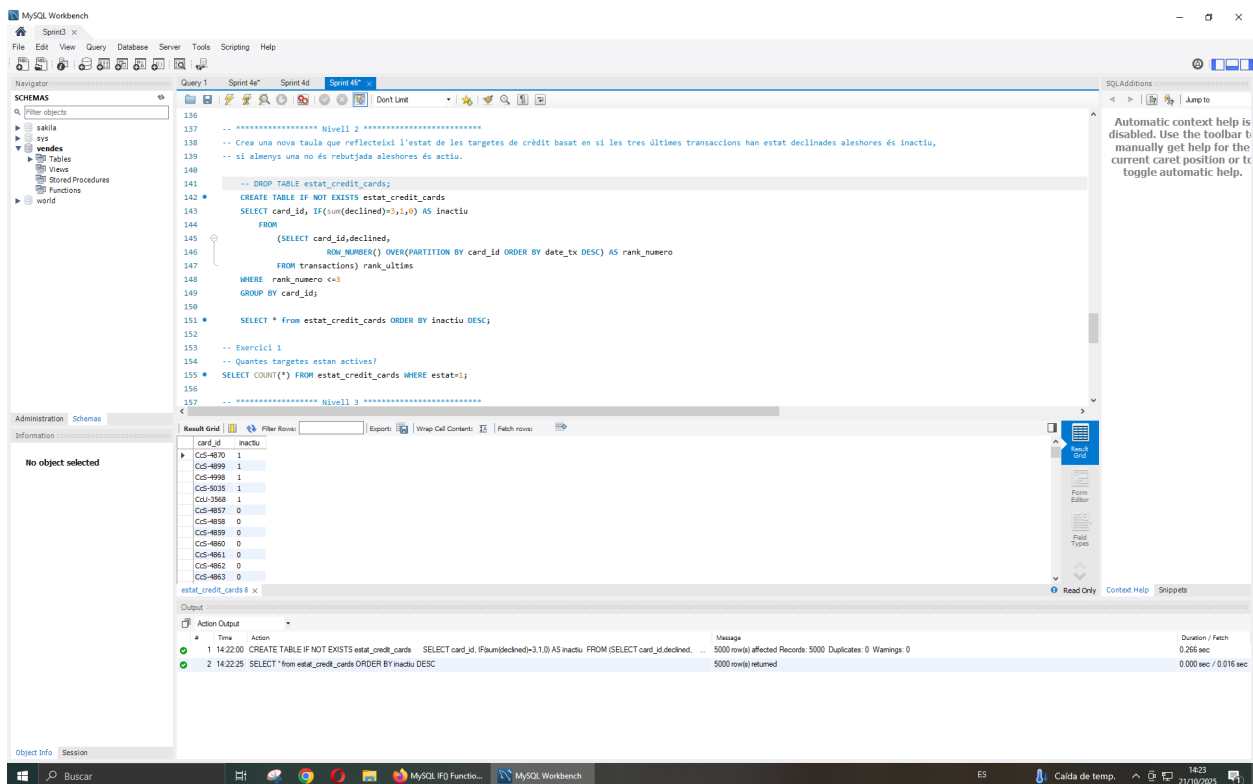 MySQL Workbench
Sprint3 ×
File Edit View Query Database Server Tools Scripting Help
Navigator
SCHEMAS
Filter objects
sakila
sys
vendes
Tables
Views
Stored Procedures
Functions
world
Administration Schemas
Information
No object selected
Object Info Session
Query 1 Sprint 4e* Sprint 4d Sprint 4fi* ×
Don't Limit
136
137 -- ****************** Nivell 2 **************************
138 -- Crea una nova taula que reflecteixi l'estat de les targetes de crèdit basat en si les tres últimes transaccions han estat declinades aleshores és inactiu,
139 -- si almenys una no és rebutjada aleshores és actiu.
140
141 -- DROP TABLE estat_credit_cards;
142 CREATE TABLE IF NOT EXISTS estat_credit_cards
143 SELECT card_id, IF(sum(declined)=3,1,0) AS inactiu
144 FROM
145 (SELECT card_id,declined,
146 ROW_NUMBER() OVER(PARTITION BY card_id ORDER BY date_tx DESC) AS rank_numero
147 FROM transactions) rank_ultims
148 WHERE rank_numero <=3
149 GROUP BY card_id;
150
151 SELECT * from estat_credit_cards ORDER BY inactiu DESC;
152
153 -- Exercici 1
154 -- Quantes targetes estan actives?
155 SELECT COUNT(*) FROM estat_credit_cards WHERE estat=1;
156
157 -- ****************** Nivell 3 **************************
Result Grid Filter Rows: Export: Wrap Cell Content: Fetch rows:
card_id inactiu
CcS-4870 1
CcS-4899 1
CcS-4998 1
CcS-5035 1
CcU-3568 1
CcS-4857 0
CcS-4858 0
CcS-4859 0
CcS-4860 0
CcS-4861 0
CcS-4862 0
CcS-4863 0
Result Grid
Form Editor
Field Types
estat_credit_cards 8 ×
Read Only
Output
Action Output
# Time Action Message Duration / Fetch
1 14:22:00 CREATE TABLE IF NOT EXISTS estat_credit_cards SELECT card_id, IF(sum(declined)=3,1,0) AS inactiu FROM (SELECT card_id,declined, ... 5000 row(s) affected Records: 5000 Duplicates: 0 Warnings: 0 0.266 sec
2 14:22:25 SELECT * from estat_credit_cards ORDER BY inactiu DESC 5000 row(s) returned 0.000 sec / 0.016 sec
SQLAdditions
Jump to
Automatic context help is
disabled. Use the toolbar to
manually get help for the
current caret position or to
toggle automatic help.
Context Help Snippets
Buscar
MySQL IF() Functio...
MySQL Workbench
ES
Caída de temp.
14:23
21/10/2025